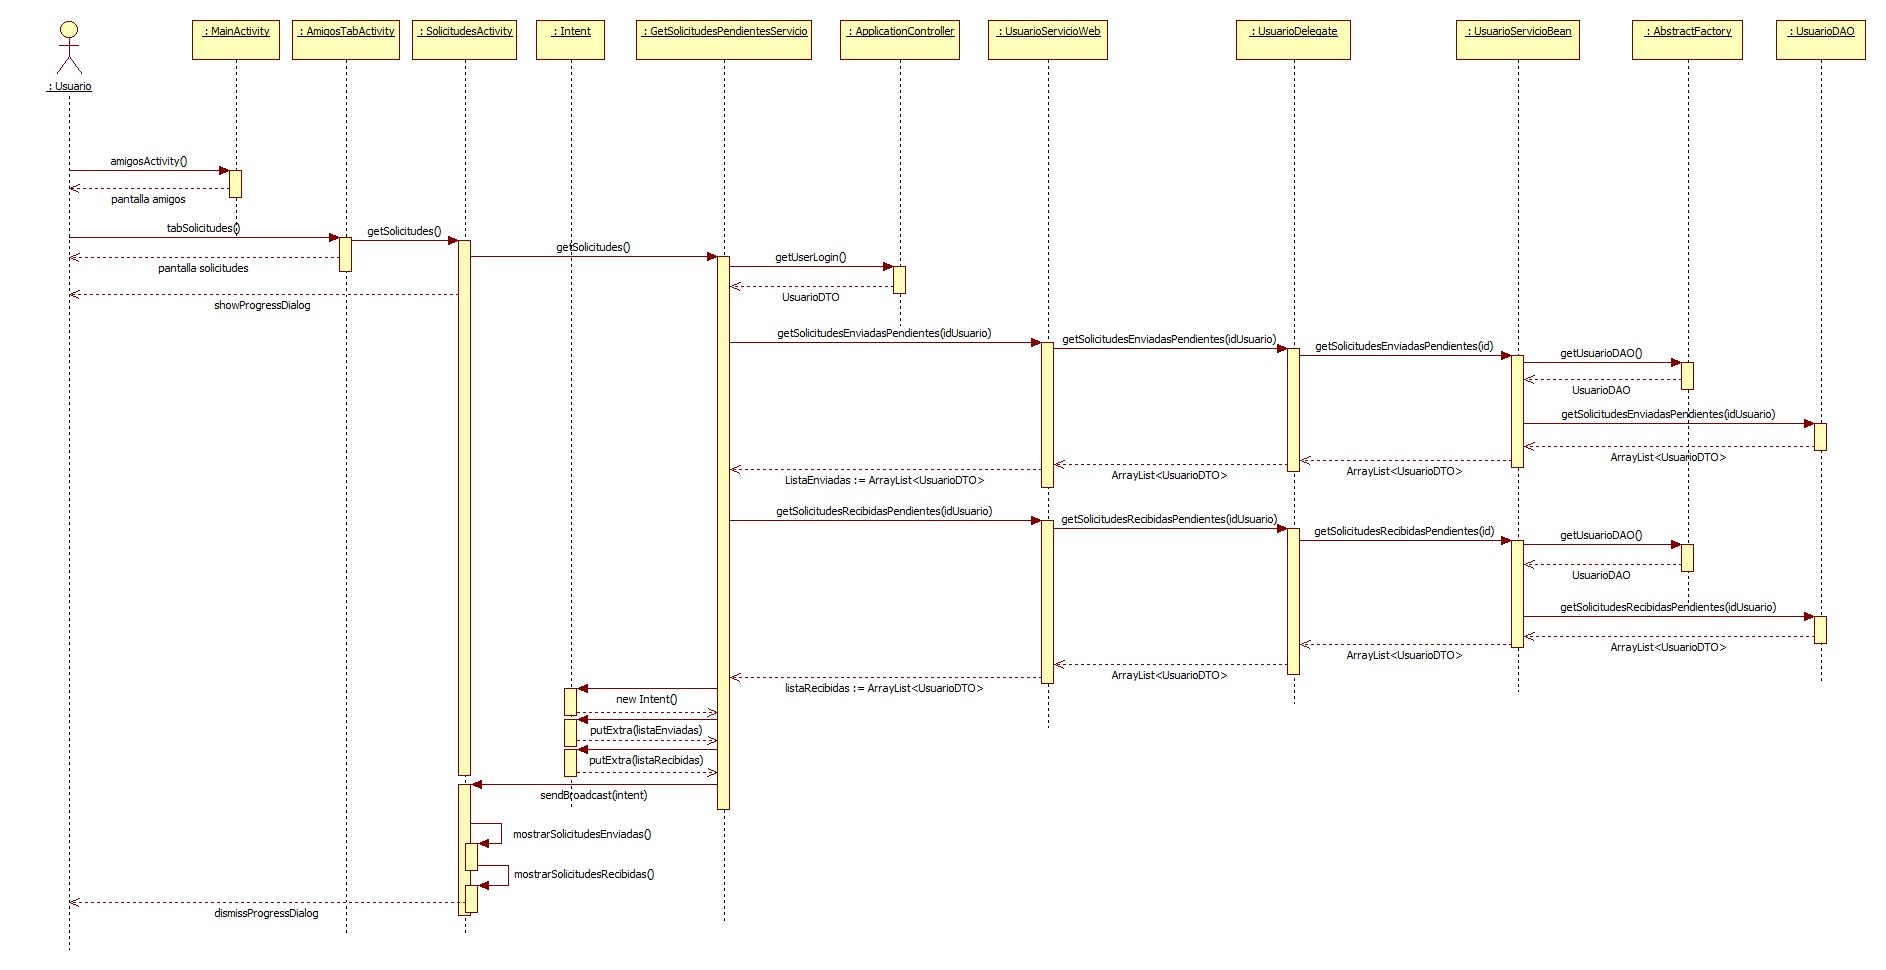 : MainActivity
: AmigosTabActivity
: SolicitudesActivity
: Intent
: GetSolicitudesPendientesServicio
: ApplicationController
: UsuarioServicioWeb
: UsuarioDelegate
: UsuarioServicioBean
: AbstractFactory
: UsuarioDAO
: Usuario
amigosActivity()
pantalla amigos
tabSolicitudes()
getSolicitudes()
getSolicitudes()
getUserLogin()
pantalla solicitudes
UsuarioDTO
showProgressDialog
getSolicitudesEnviadasPendientes(idUsuario)
getSolicitudesEnviadasPendientes(idUsuario)
getSolicitudesEnviadasPendientes(id)
getUsuarioDAO()
UsuarioDAO
getSolicitudesEnviadasPendientes(idUsuario)
ArrayList<UsuarioDTO>
ArrayList<UsuarioDTO>
ArrayList<UsuarioDTO>
ListaEnviadas := ArrayList<UsuarioDTO>
getSolicitudesRecibidasPendientes(idUsuario)
getSolicitudesRecibidasPendientes(idUsuario)
getSolicitudesRecibidasPendientes(id)
getUsuarioDAO()
UsuarioDAO
getSolicitudesRecibidasPendientes(idUsuario)
ArrayList<UsuarioDTO>
ArrayList<UsuarioDTO>
ArrayList<UsuarioDTO>
listaRecibidas := ArrayList<UsuarioDTO>
new Intent()
putExtra(listaEnviadas)
putExtra(listaRecibidas)
sendBroadcast(intent)
mostrarSolicitudesEnviadas()
mostrarSolicitudesRecibidas()
dismissProgressDialog